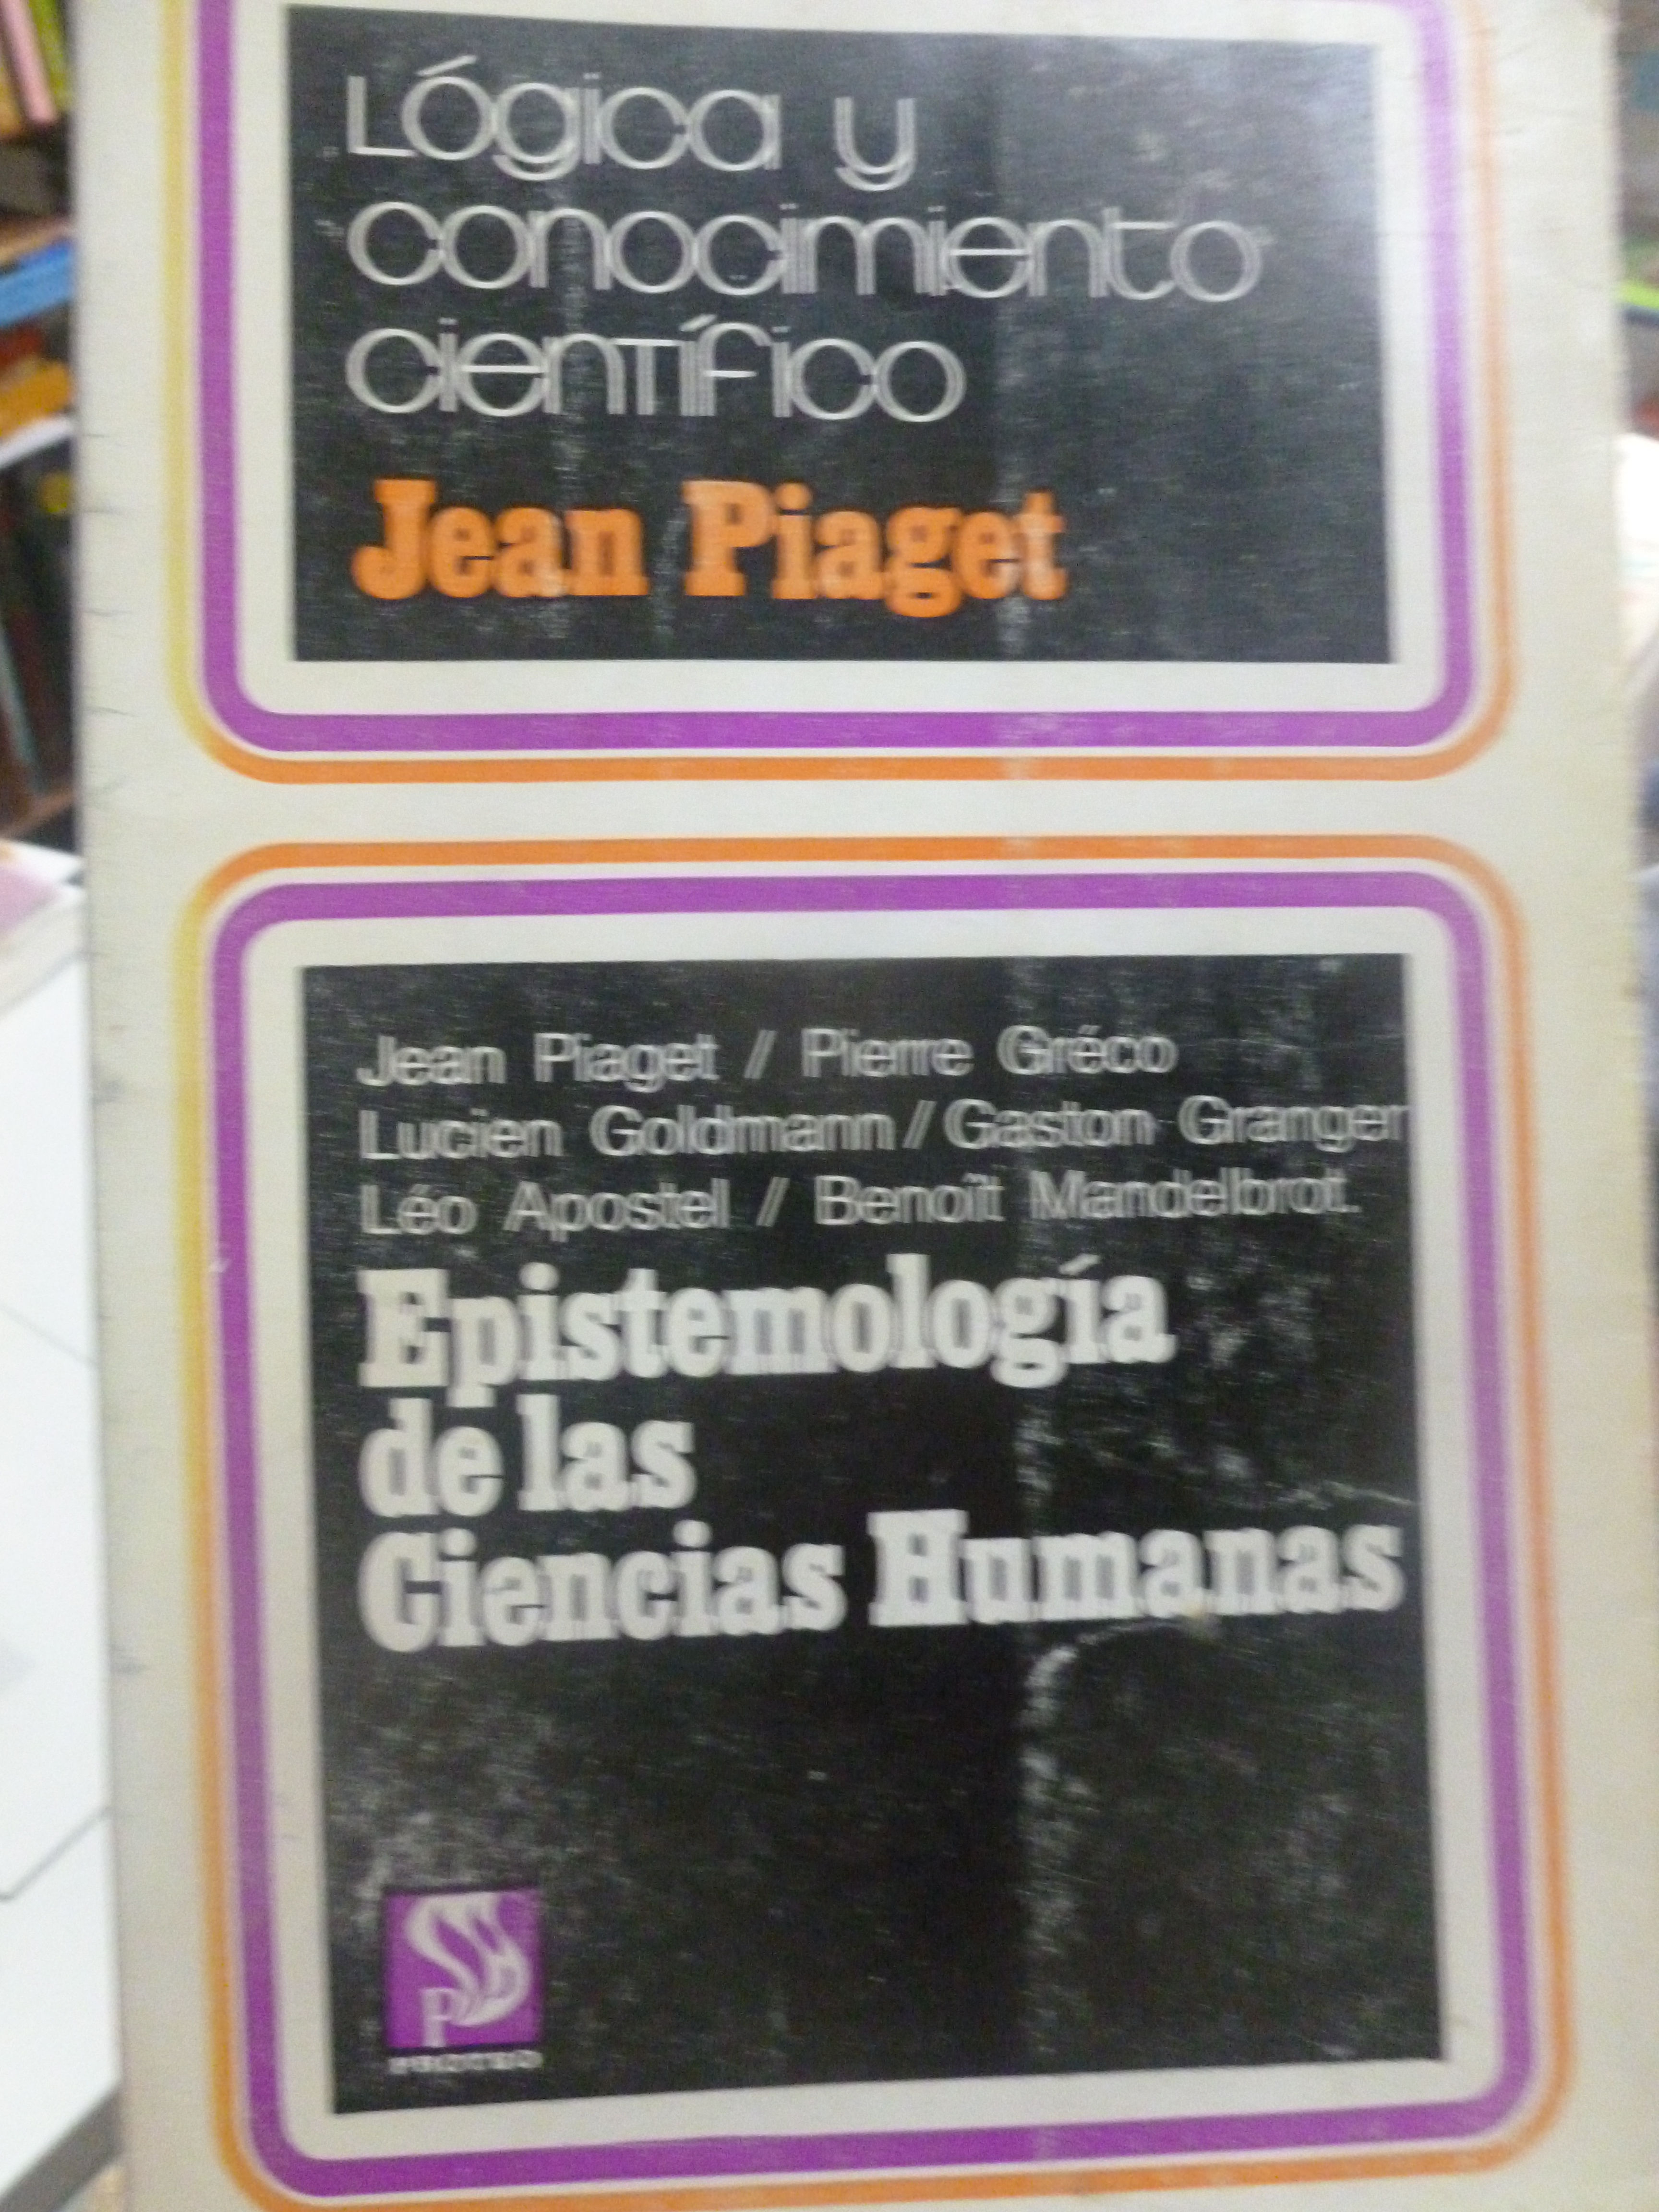 Lógica y
conocimiento
científico
Jean Piaget
Jean Piaget / Pierre Gréco
Lucien Goldmann / Gaston Granger
Léo Apostel / Benoît Mandelbrot.
Epistemología
de las
Ciencias Humanas
P
PROTEO